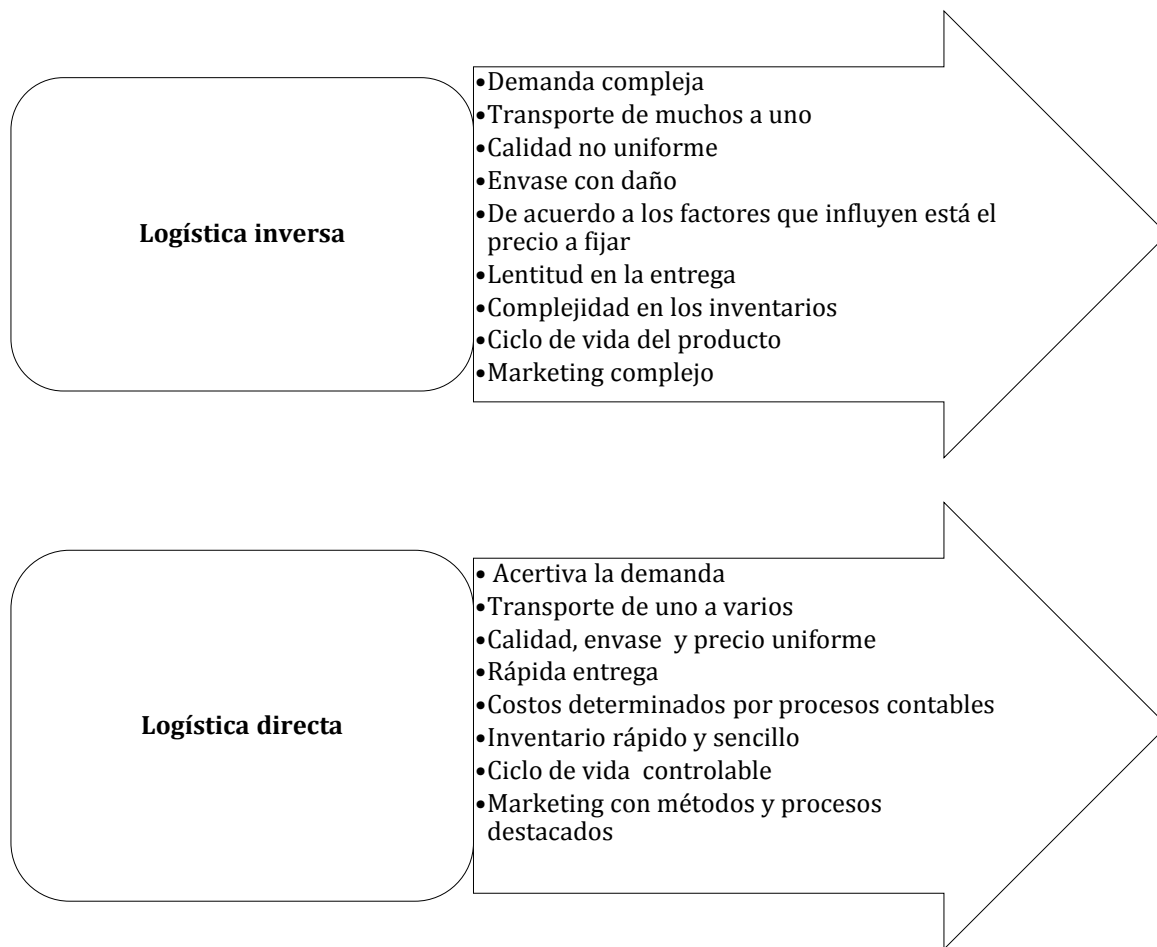 Logística inversa
•Demanda compleja
•Transporte de muchos a uno
•Calidad no uniforme
•Envase con daño
•De acuerdo a los factores que influyen está el
precio a fijar
•Lentitud en la entrega
•Complejidad en los inventarios
•Ciclo de vida del producto
•Marketing complejo
Logística directa
• Acertiva la demanda
•Transporte de uno a varios
•Calidad, envase y precio uniforme
•Rápida entrega
•Costos determinados por procesos contables
•Inventario rápido y sencillo
•Ciclo de vida controlable
•Marketing con métodos y procesos
destacados